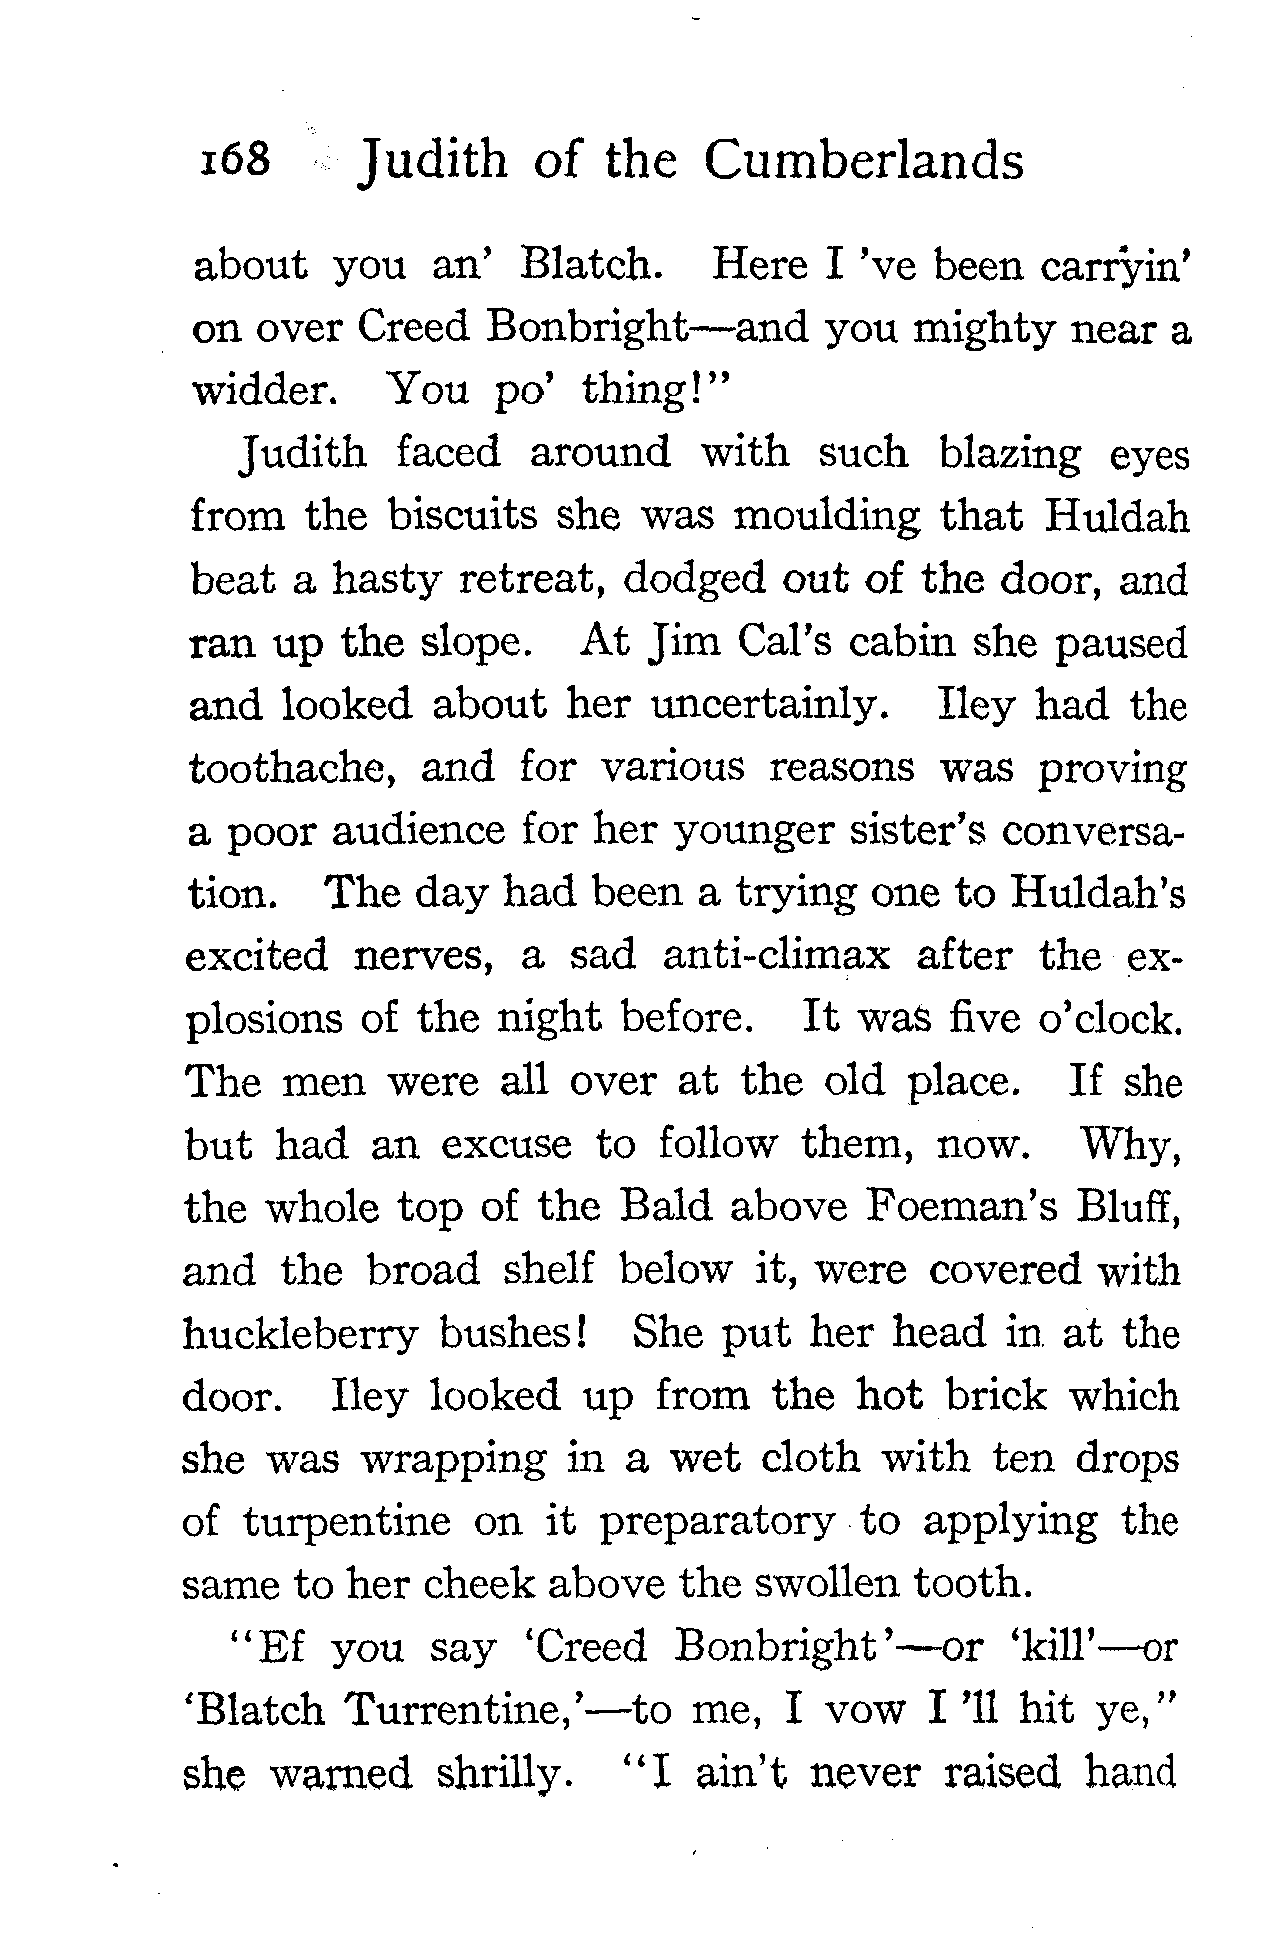 168 Judith of the Cumberlands
about you an' Blatch. Here I 've been carryin'
on over Creed Bonbright—and you mighty near a
widder. You po' thing!"
Judith faced around with such blazing eyes
from the biscuits she was moulding that Huldah
beat a hasty retreat, dodged out of the door, and
ran up the slope. At Jim Cal's cabin she paused
and looked about her uncertainly. Iley had the
toothache, and for various reasons was proving
a poor audience for her younger sister's conversa-
tion. The day had been a trying one to Huldah's
excited nerves, a sad anti-climax after the ex-
plosions of the night before. It was five o'clock.
The men were all over at the old place. If she
but had an excuse to follow them, now. Why,
the whole top of the Bald above Foeman's Bluff,
and the broad shelf below it, were covered with
huckleberry bushes! She put her head in at the
door. Iley looked up from the hot brick which
she was wrapping in a wet cloth with ten drops
of turpentine on it preparatory to applying the
same to her cheek above the swollen tooth.
"Ef you say 'Creed Bonbright'—or 'kill'—or
'Blatch Turrentine,'—to me, I vow I 'll hit ye,"
she warned shrilly. "I ain't never raised hand